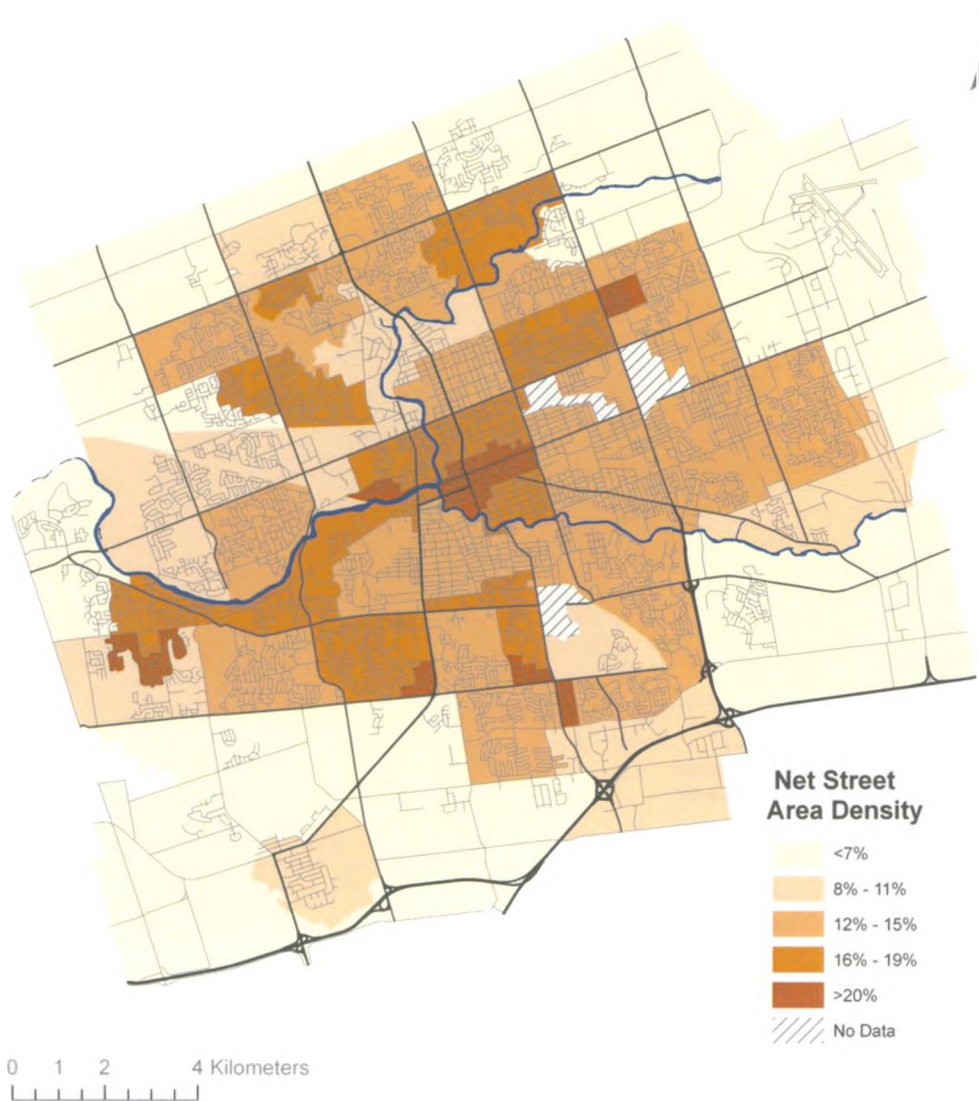 Net Street
Area Density
<7%
8% - 11%
12% - 15%
16% - 19%
>20%
No Data
0 1 2 4 Kilometers